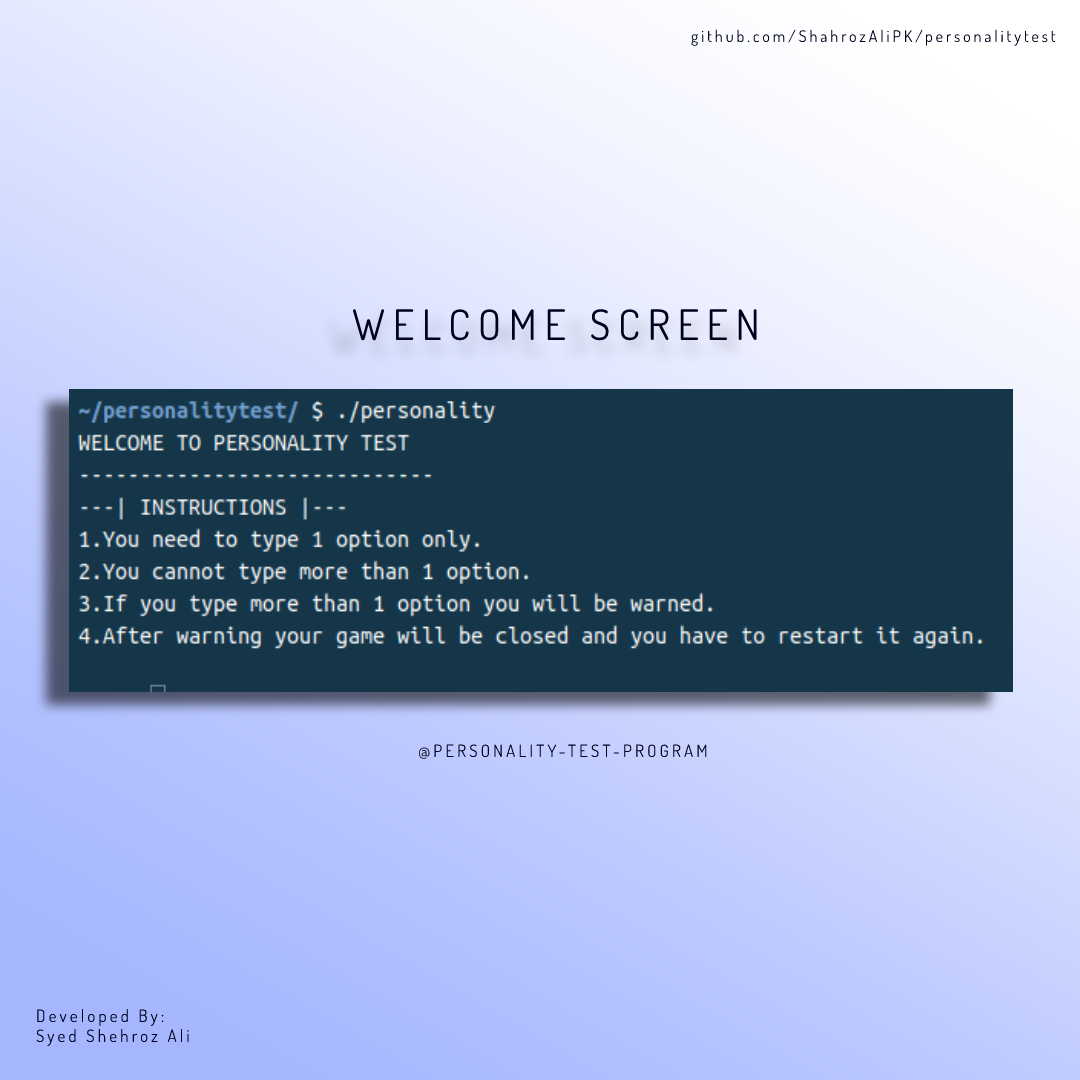 github.com/ShahrozAliPK/personalitytest
WELCOME SCREEN
~/personalitytest/ $ ./personality
WELCOME TO PERSONALITY TEST
-----------------------------
---| INSTRUCTIONS |---
1.You need to type 1 option only.
2.You cannot type more than 1 option.
3.If you type more than 1 option you will be warned.
4.After warning your game will be closed and you have to restart it again.
@PERSONALITY-TEST-PROGRAM
Developed By:
Syed Shehroz Ali